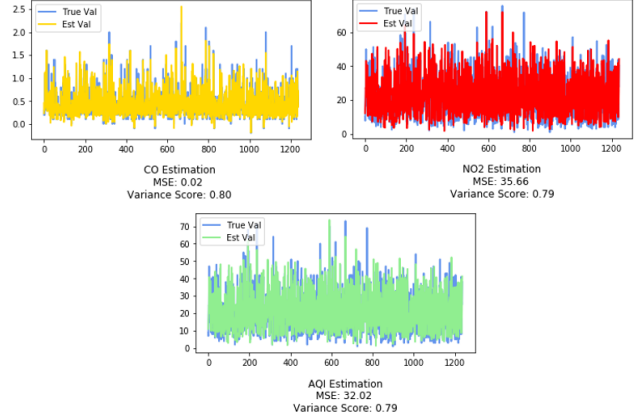 True Val
Est Val
2.5
2.0
1.5
1.0
0.5
0.0
0 200 400 600 800 1000 1200
CO Estimation
MSE: 0.02
Variance Score: 0.80
True Val
Est Val
60
40
20
0
0 200 400 600 800 1000 1200
NO2 Estimation
MSE: 35.66
Variance Score: 0.79
True Val
Est Val
70
60
50
40
30
20
10
0
0 200 400 600 800 1000 1200
AQI Estimation
MSE: 32.02
Variance Score: 0.79